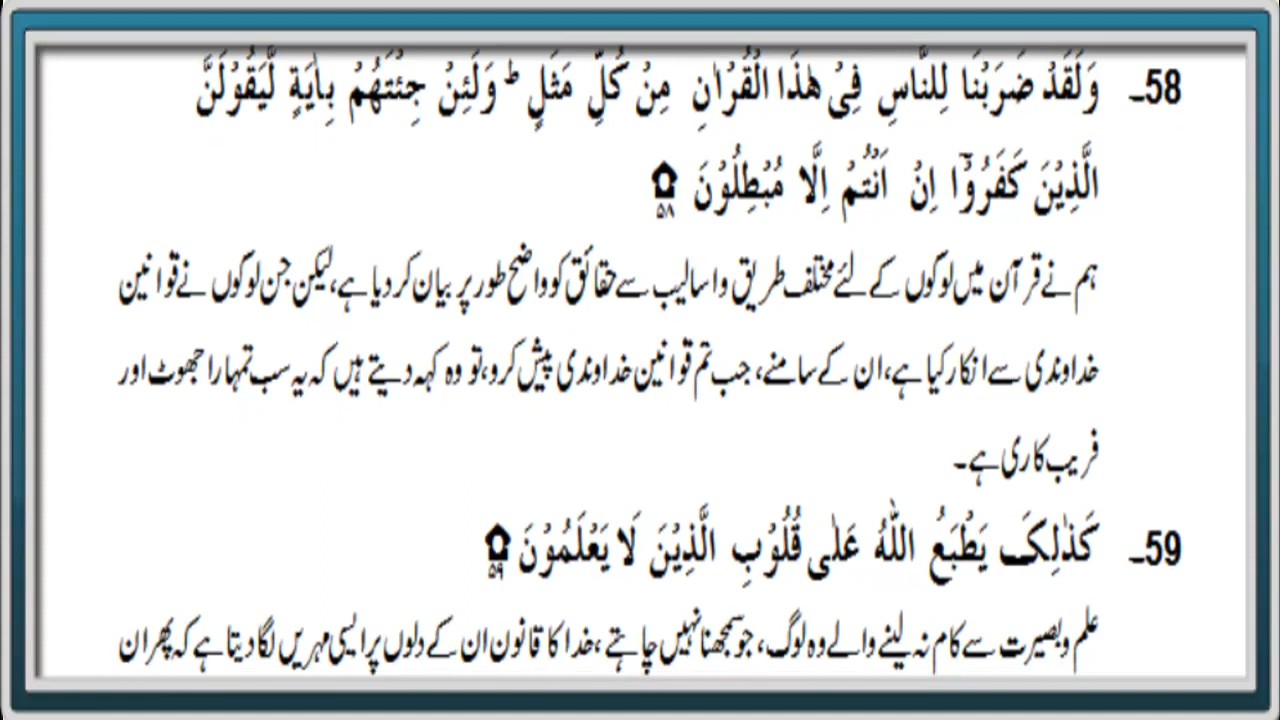 58۔ وَلَقَدْ ضَرَبْنَا لِلنَّاسِ فِیْ هٰذَا الْقُرْاٰنِ مِنْ كُلِّ مَثَلٍ ؕ وَلَئِنْ جِئْتَهُمْ بِاٰیَةٍ لَّیَقُوْلَنَّ
الَّذِیْنَ كَفَرُوْۤا اِنْ اَنْتُمْ اِلَّا مُبْطِلُوْنَ ۝۵۸
ہم نے قرآن میں لوگوں کے لئے مختلف طریق و اسالیب سے حقائق کو واضح طور پر بیان کر دیا ہے، لیکن جن لوگوں نے قوانین
خداوندی سے انکار کیا ہے، ان کے سامنے، جب تم قوانین خداوندی پیش کرو، تو وہ کہہ دیتے ہیں کہ یہ سب تمہارا جھوٹ اور
فریب کاری ہے۔
59۔ كَذٰلِكَ یَطْبَعُ اللّٰهُ عَلٰی قُلُوْبِ الَّذِیْنَ لَا یَعْلَمُوْنَ ۝۵۹
علم و بصیرت سے کام نہ لینے والے وہ لوگ، جو سمجھنا نہیں چاہتے، خدا کا قانون ان کے دلوں پر ایسی مہریں لگا دیتا ہے کہ پھر ان